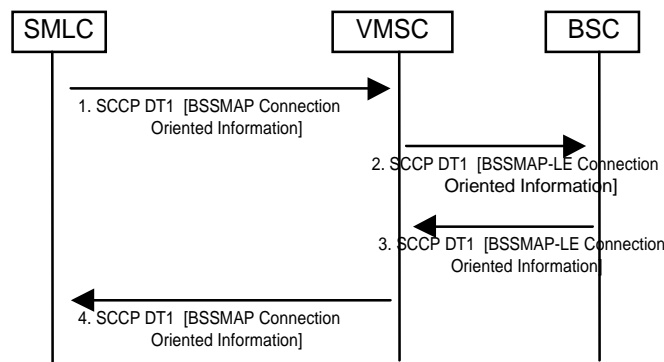 SMLC
VMSC
BSC
1. SCCP DT1 [BSSMAP Connection
Oriented Information]
2. SCCP DT1 [BSSMAP-LE Connection
Oriented Information]
3. SCCP DT1 [BSSMAP-LE Connection
Oriented Information]
4. SCCP DT1 [BSSMAP Connection
Oriented Information]